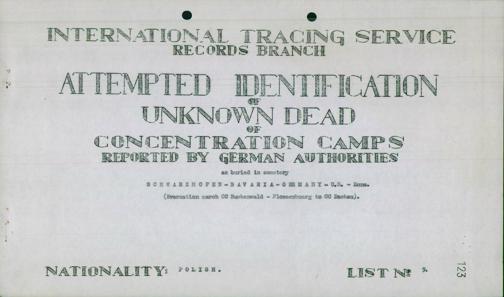 INTERNATIONAL TRACING SERVICE
RECORDS BRANCH
ATTEMPTED IDENTIFICATION
OF
UNKNOWN DEAD
OF
CONCENTRATION CAMPS
REPORTED BY GERMAN AUTHORITIES
as buried in cemetery
SCHWARZHOFEN-BAVARIA-GERMANY-U.S.-Zone.
(Evacuation march CC Buchenwald - Flossenbuerg to CC Dachau).
NATIONALITY: POLISH.
LIST Nº
123